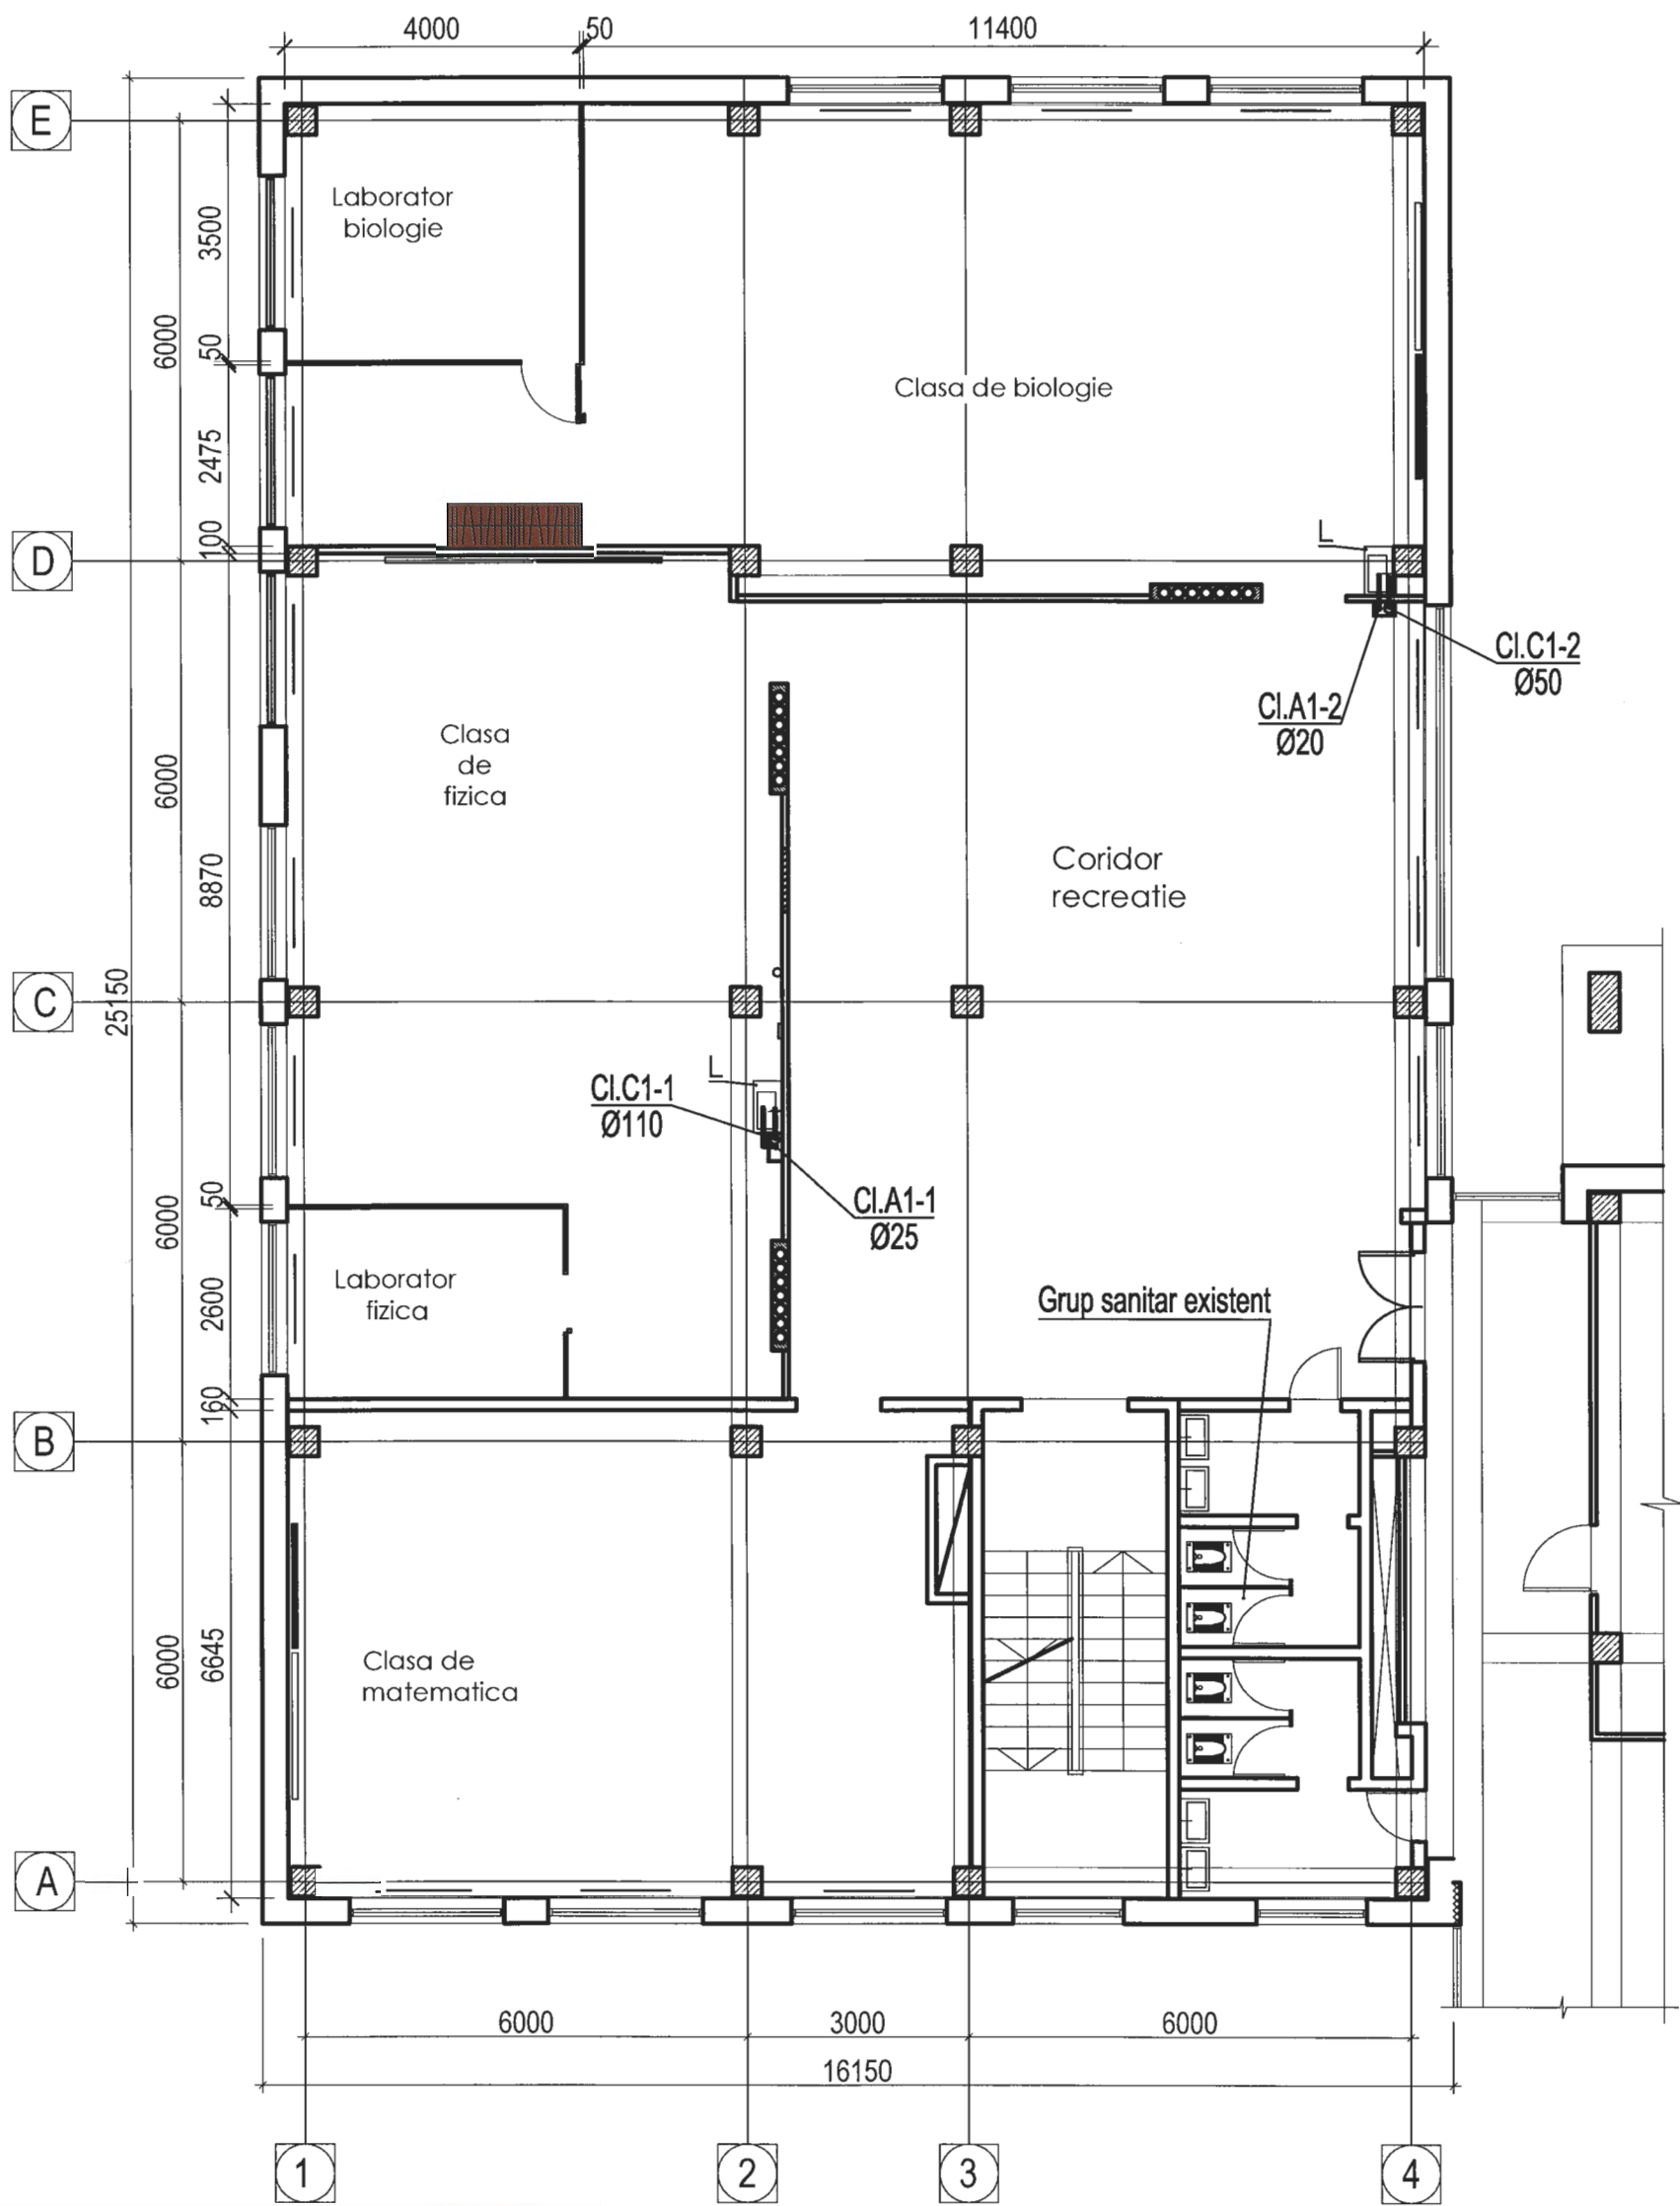 4000
50
11400
E
Laborator
biologie
3500
6000
50
Clasa de biologie
2475
100
D
L
Cl.C1-2
Ø50
Cl.A1-2
Ø20
Clasa
de
fizica
6000
8870
Coridor
recreatie
25150
C
L
Cl.C1-1
Ø110
Cl.A1-1
Ø25
50
6000
Laborator
fizica
2600
Grup sanitar existent
160
B
6000
6645
Clasa de
matematica
A
6000
3000
6000
16150
1
2
3
4